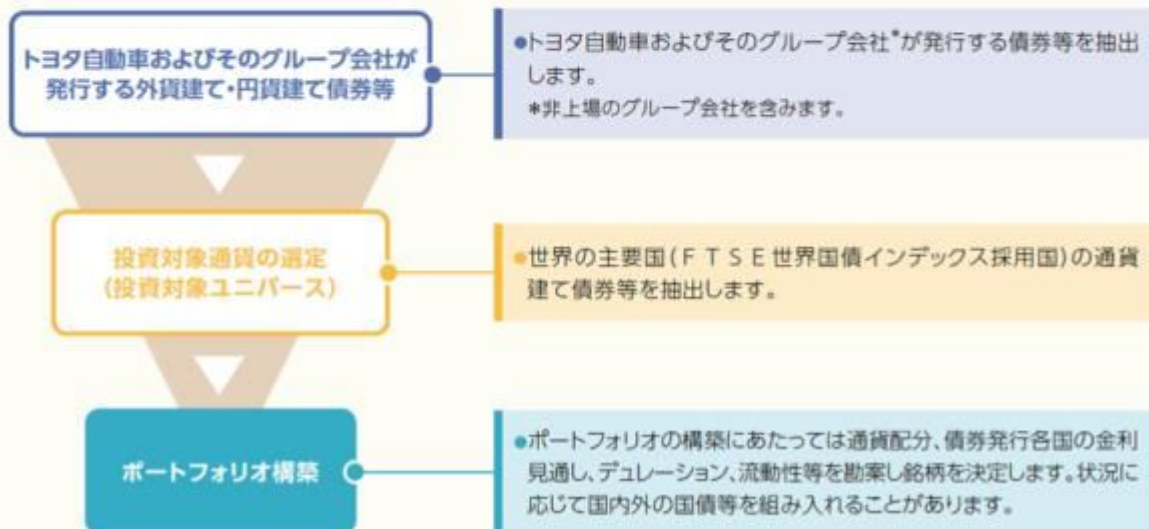 トヨタ自動車およびそのグループ会社が
発行する外貨建て・円貨建て債券等
●トヨタ自動車およびそのグループ会社*が発行する債券等を抽出
します。
*非上場のグループ会社を含みます。
投資対象通貨の選定
(投資対象ユニバース)
●世界の主要国(FTSE世界国債インデックス採用国)の通貨
建て債券等を抽出します。
ポートフォリオ構築
●ポートフォリオの構築にあたっては通貨配分、債券発行各国の金利
見通し、デュレーション、流動性等を勘案し銘柄を決定します。状況に
応じて国内外の国債等を組み入れることがあります。